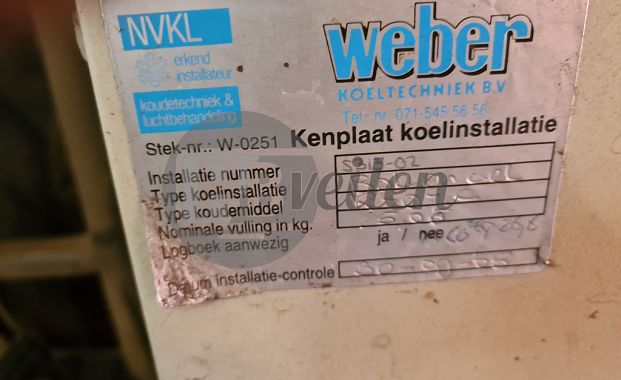 NVKL
erkend
installateur
koudetechniek &
luchtbehandeling
weber
KOELTECHNIEK B.V
Tel. nr. 071-545 56 56
Stek-nr.: W-0251 Kenplaat koelinstallatie
Installatie nummer
Type koelinstallatie
Type koudemiddel
Nominale vulling in kg.
Logboek aanwezig ja / nee
Datum installatie-controle
veilen